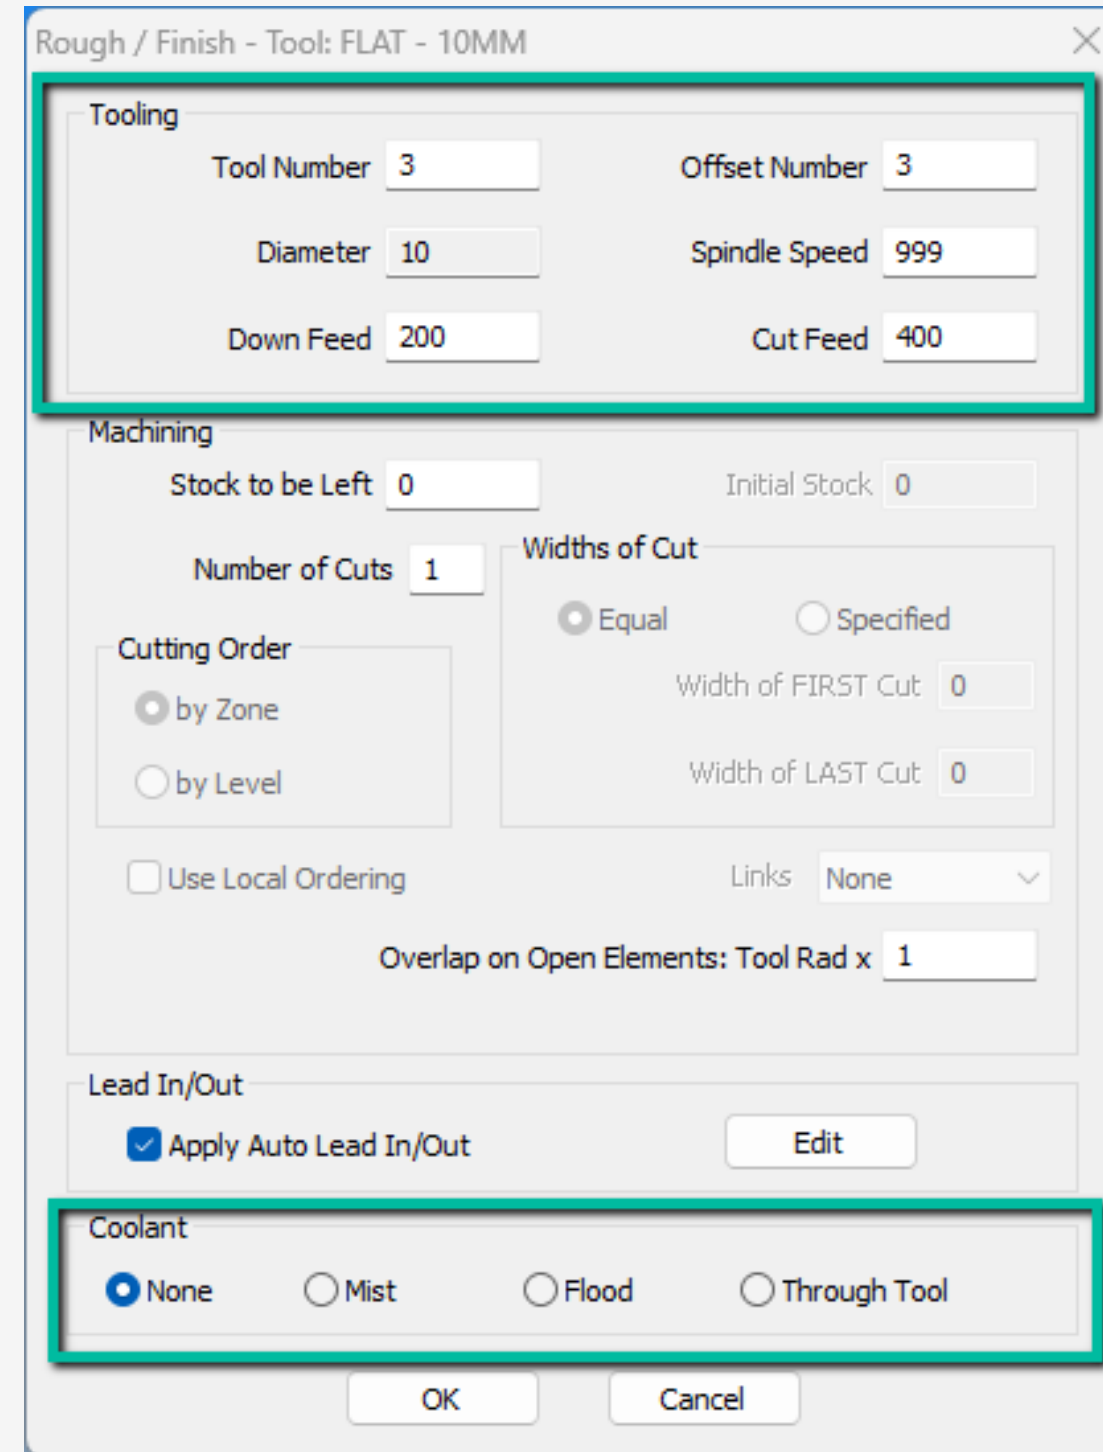 Rough / Finish - Tool: FLAT - 10MM
Tooling
Tool Number 3 Offset Number 3
Diameter 10 Spindle Speed 999
Down Feed 200 Cut Feed 400
Machining
Stock to be Left 0 Initial Stock 0
Number of Cuts 1
Widths of Cut
Equal Specified
Width of FIRST Cut 0
Width of LAST Cut 0
Cutting Order
by Zone
by Level
Use Local Ordering Links None
Overlap on Open Elements: Tool Rad x 1
Lead In/Out
Apply Auto Lead In/Out Edit
Coolant
None Mist Flood Through Tool
OK Cancel